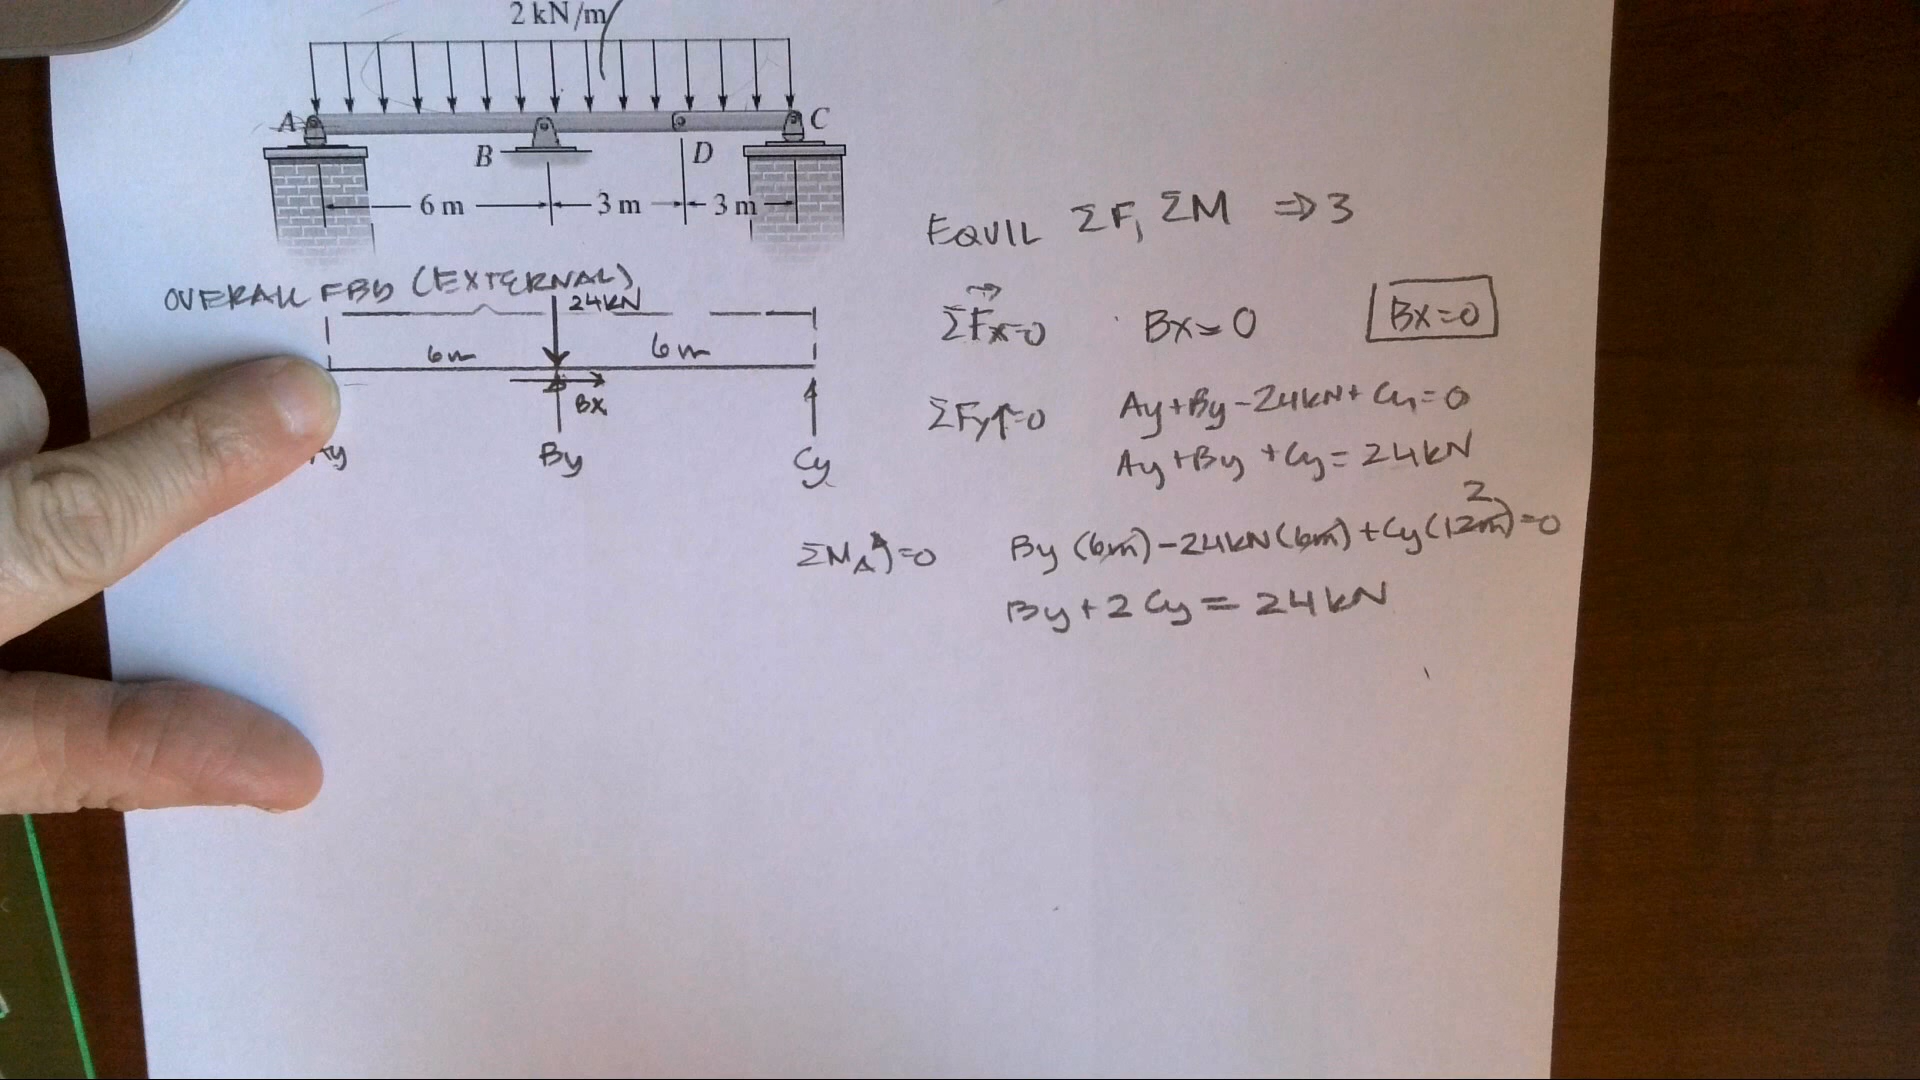 2 kN/m
A
C
B
D
6 m
3 m
3 m
OVERALL FBD (EXTERNAL)
24kN
6m
6m
Bx
Ay
By
Cy
EQUIL ΣF, ΣM ⇒ 3
ΣFx=0 Bx=0 Bx=0
ΣFy↑=0 Ay+By-24kN+Cy=0
Ay+By+Cy=24kN
2
ΣMA=0 By(6m)-24kN(6m)+Cy(12m)=0
By+2Cy=24kN